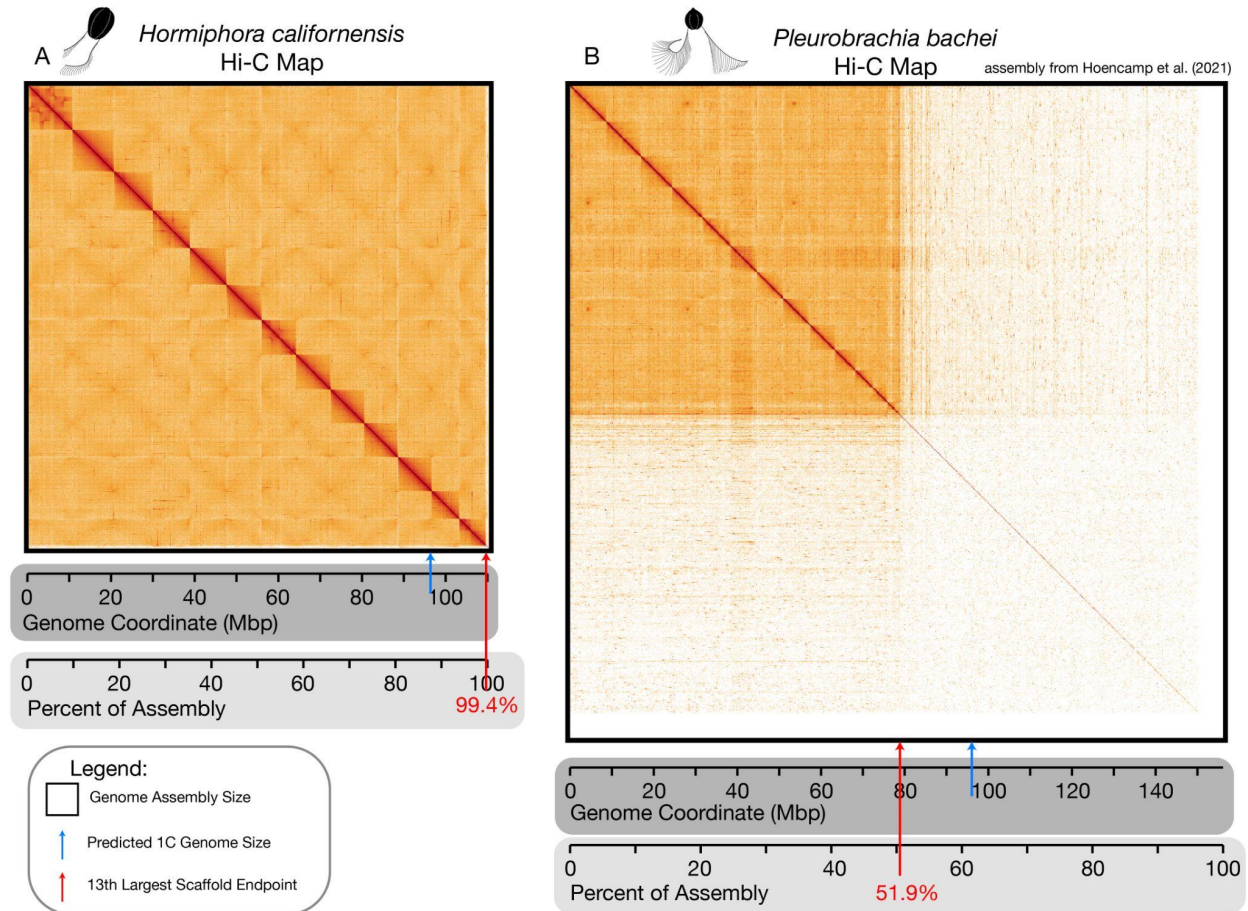 A
Hormiphora californensis
Hi-C Map
0 20 40 60 80 100
Genome Coordinate (Mbp)
0 20 40 60 80 100
99.4%
Percent of Assembly
Legend:
Genome Assembly Size
Predicted 1C Genome Size
13th Largest Scaffold Endpoint
B
Pleurobrachia bachei
Hi-C Map
assembly from Hoencamp et al. (2021)
0 20 40 60 80 100 120 140
Genome Coordinate (Mbp)
0 20 40 60 80 100
Percent of Assembly
51.9%